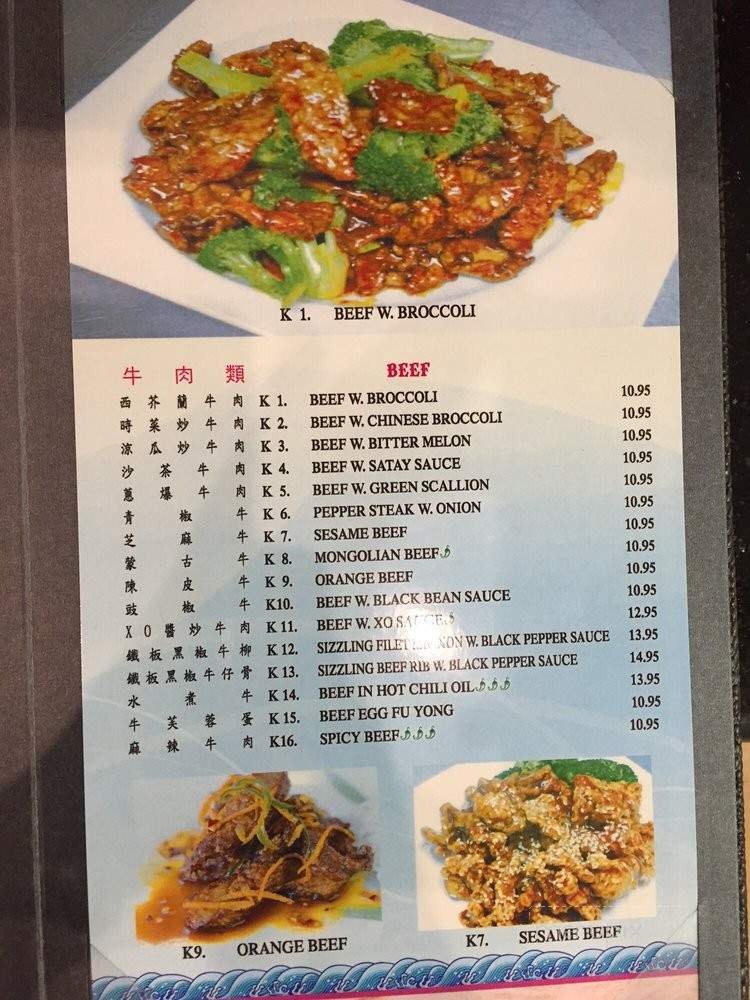 K 1. BEEF W. BROCCOLI
牛肉類 BEEF
西芥蘭牛肉 K 1. BEEF W. BROCCOLI 10.95
時菜炒牛肉 K 2. BEEF W. CHINESE BROCCOLI 10.95
涼瓜炒牛肉 K 3. BEEF W. BITTER MELON 10.95
沙茶牛肉 K 4. BEEF W. SATAY SAUCE 10.95
蔥爆牛肉 K 5. BEEF W. GREEN SCALLION 10.95
青椒牛 K 6. PEPPER STEAK W. ONION 10.95
芝麻牛 K 7. SESAME BEEF 10.95
蒙古牛 K 8. MONGOLIAN BEEF 10.95
陳皮牛 K 9. ORANGE BEEF 10.95
豉椒牛 K10. BEEF W. BLACK BEAN SAUCE 10.95
XO醬炒牛肉 K 11. BEEF W. XO SAUCE 12.95
鐵板黑椒牛柳 K 12. SIZZLING FILET MIGNON W. BLACK PEPPER SAUCE 13.95
鐵板黑椒牛仔骨 K 13. SIZZLING BEEF RIB W. BLACK PEPPER SAUCE 14.95
水煮牛 K 14. BEEF IN HOT CHILI OIL 13.95
牛芙蓉蛋 K 15. BEEF EGG FU YONG 10.95
麻辣牛肉 K16. SPICY BEEF 10.95
K9. ORANGE BEEF
K7. SESAME BEEF